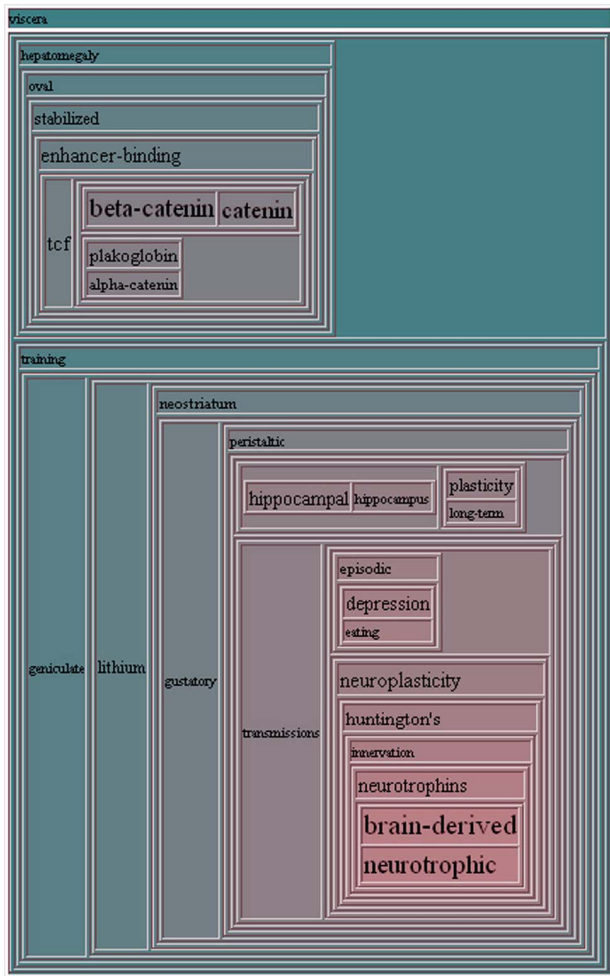 viscera
hepatomegaly
oval
stabilized
enhancer-binding
tcf
beta-catenin catenin
plakoglobin
alpha-catenin
training
geniculate
lithium
neostriatum
gustatory
peristaltic
hippocampal hippocampus
plasticity
long-term
transmissions
episodic
depression
eating
neuroplasticity
huntington's
innervation
neurotrophins
brain-derived
neurotrophic